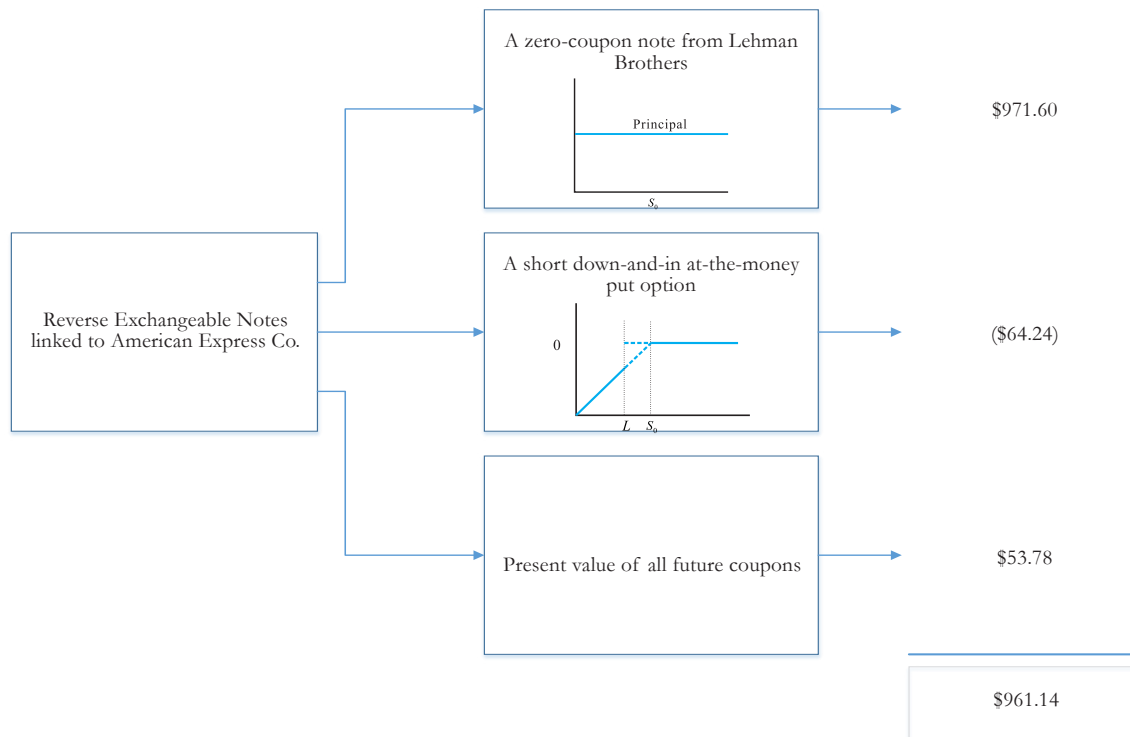 A zero-coupon note from Lehman
Brothers
Principal
S₀
$971.60
Reverse Exchangeable Notes
linked to American Express Co.
A short down-and-in at-the-money
put option
0
L S₀
($64.24)
Present value of all future coupons
$53.78
$961.14